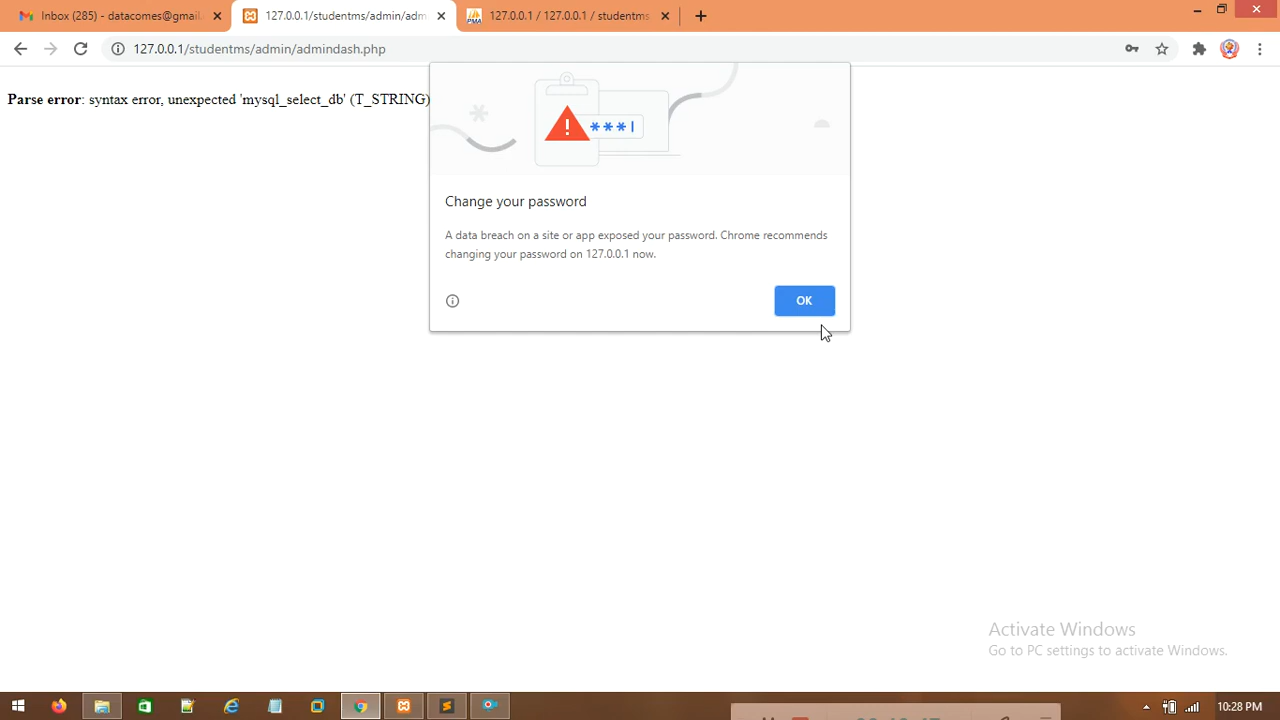 Inbox (285) - datacomes@gmail.
127.0.0.1/studentms/admin/adm
127.0.0.1 / 127.0.0.1 / studentms
127.0.0.1/studentms/admin/admindash.php
Parse error: syntax error, unexpected 'mysql_select_db' (T_STRING)
***
Change your password
A data breach on a site or app exposed your password. Chrome recommends
changing your password on 127.0.0.1 now.
OK
Activate Windows
Go to PC settings to activate Windows.
10:28 PM